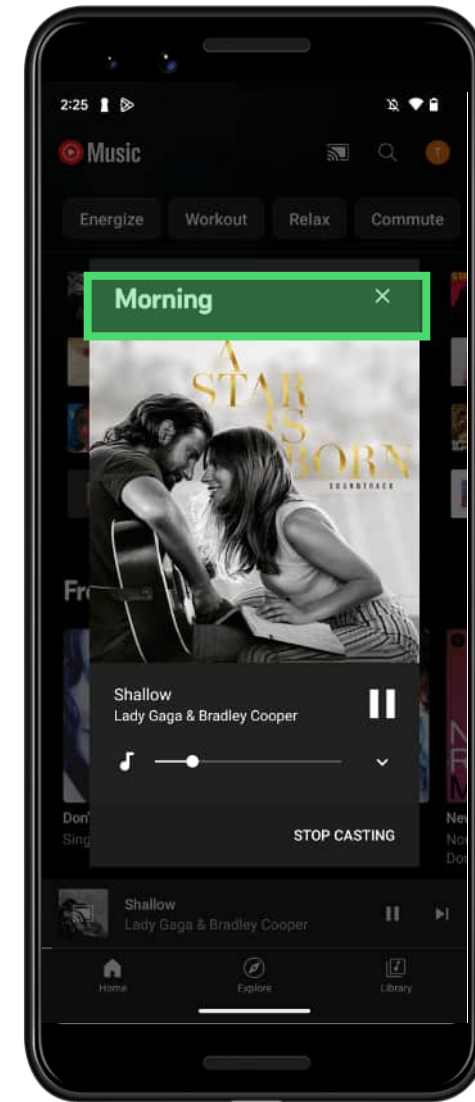 2:25
Music
T
Energize Workout Relax Commute
Morning
A
STAR
IS
BORN
SOUNDTRACK
Shallow
Lady Gaga & Bradley Cooper
STOP CASTING
Shallow
Lady Gaga & Bradley Cooper
Home Explore Library